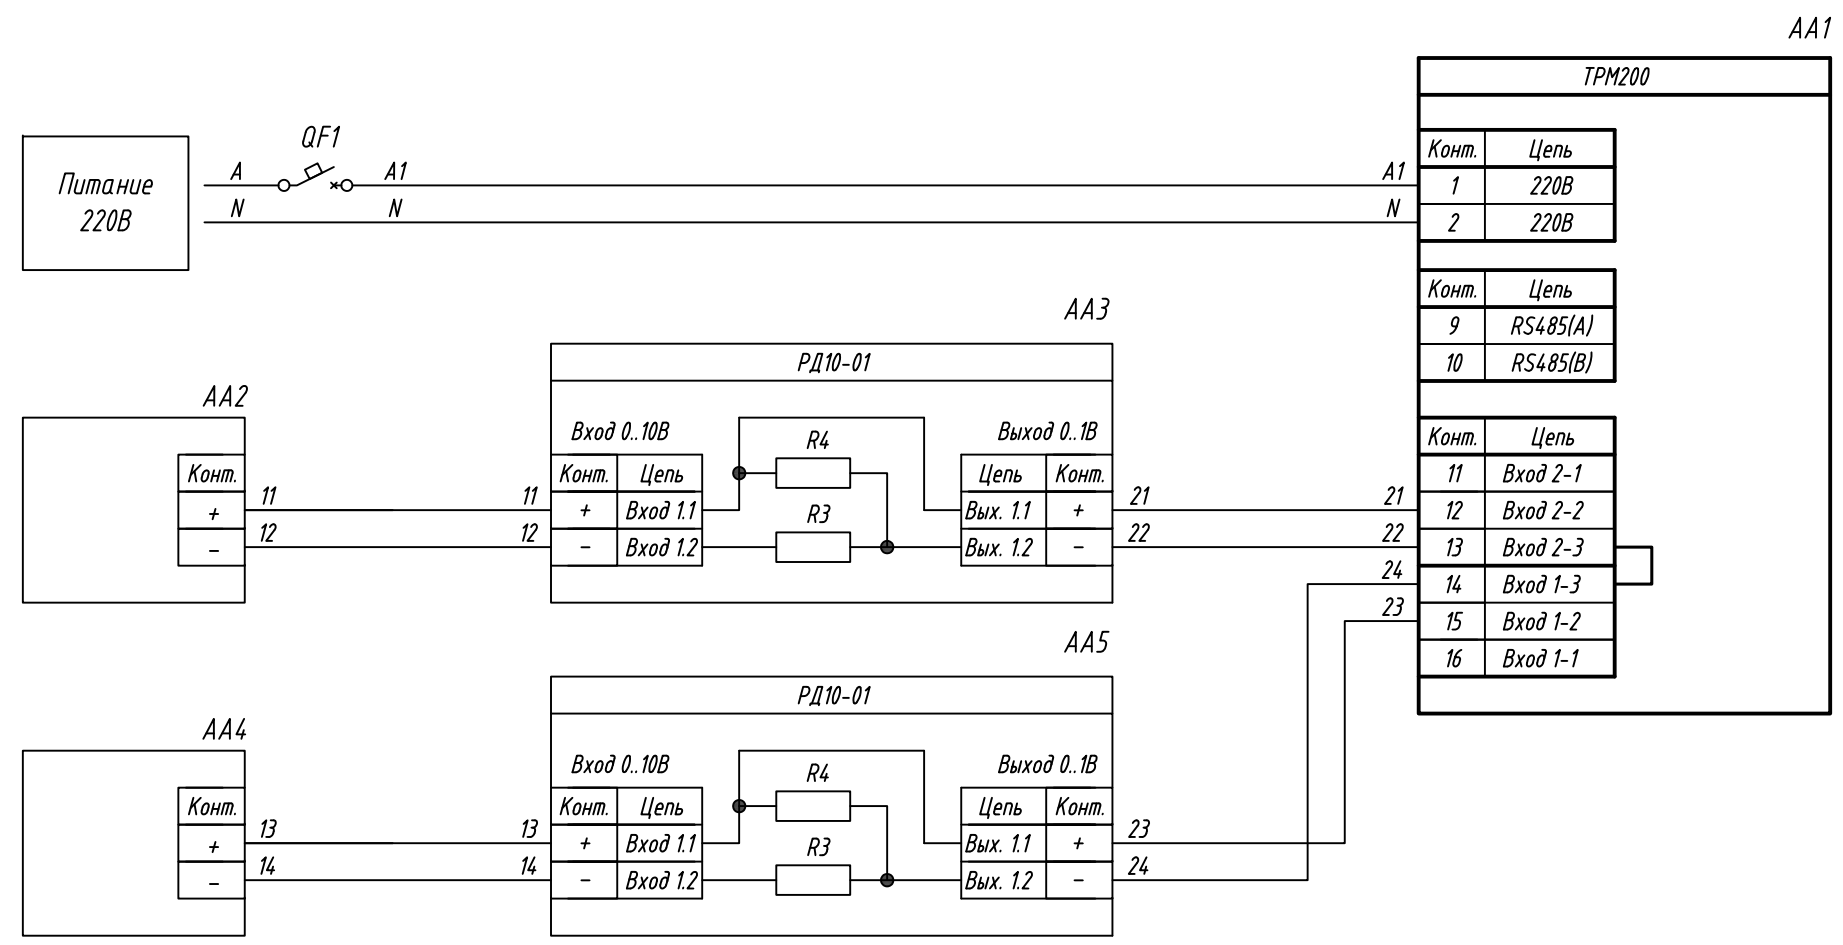 AA1
ТРМ200
QF1
Питание
220В
A
A1
A1
N
N
N
Конт. Цепь
1 220В
2 220В
Конт. Цепь
9 RS485(A)
10 RS485(B)
AA3
РД10-01
AA2
Вход 0..10В
R4
Выход 0..1В
Конт.
Конт. Цепь
Цепь Конт.
Конт. Цепь
11 Вход 2-1
+
11
11
+ Вход 1.1
R3
Вых. 1.1 +
21
21
12 Вход 2-2
-
12
12
- Вход 1.2
Вых. 1.2 -
22
22
13 Вход 2-3
24
14 Вход 1-3
23
15 Вход 1-2
16 Вход 1-1
AA5
РД10-01
AA4
Вход 0..10В
R4
Выход 0..1В
Конт.
Конт. Цепь
Цепь Конт.
+
13
13
+ Вход 1.1
R3
Вых. 1.1 +
23
-
14
14
- Вход 1.2
Вых. 1.2 -
24